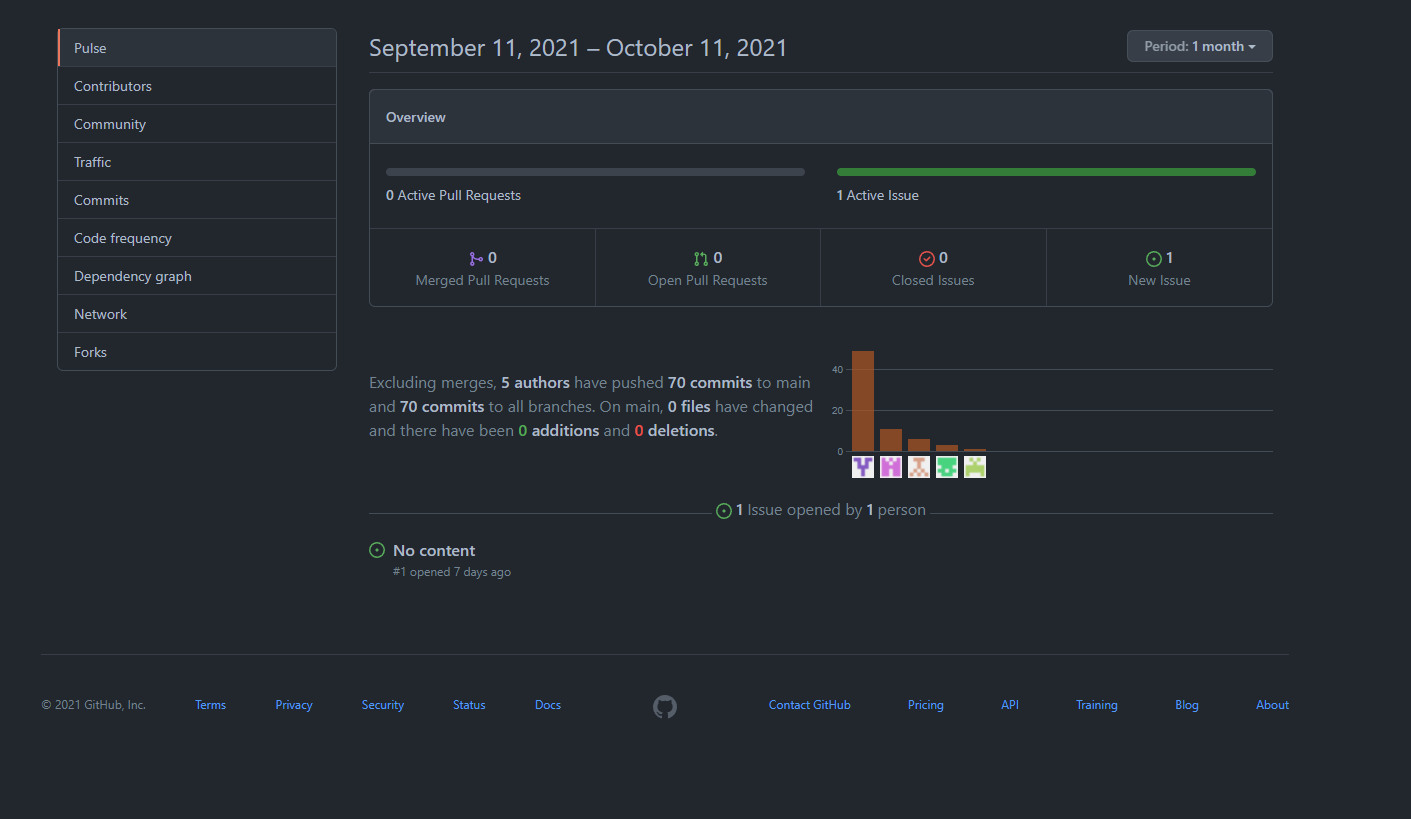 Pulse
Contributors
Community
Traffic
Commits
Code frequency
Dependency graph
Network
Forks
September 11, 2021 – October 11, 2021
Period: 1 month
Overview
0 Active Pull Requests
1 Active Issue
0
Merged Pull Requests
0
Open Pull Requests
0
Closed Issues
1
New Issue
Excluding merges, 5 authors have pushed 70 commits to main
and 70 commits to all branches. On main, 0 files have changed
and there have been 0 additions and 0 deletions.
40
20
0
1 Issue opened by 1 person
No content
#1 opened 7 days ago
© 2021 GitHub, Inc.
Terms
Privacy
Security
Status
Docs
Contact GitHub
Pricing
API
Training
Blog
About